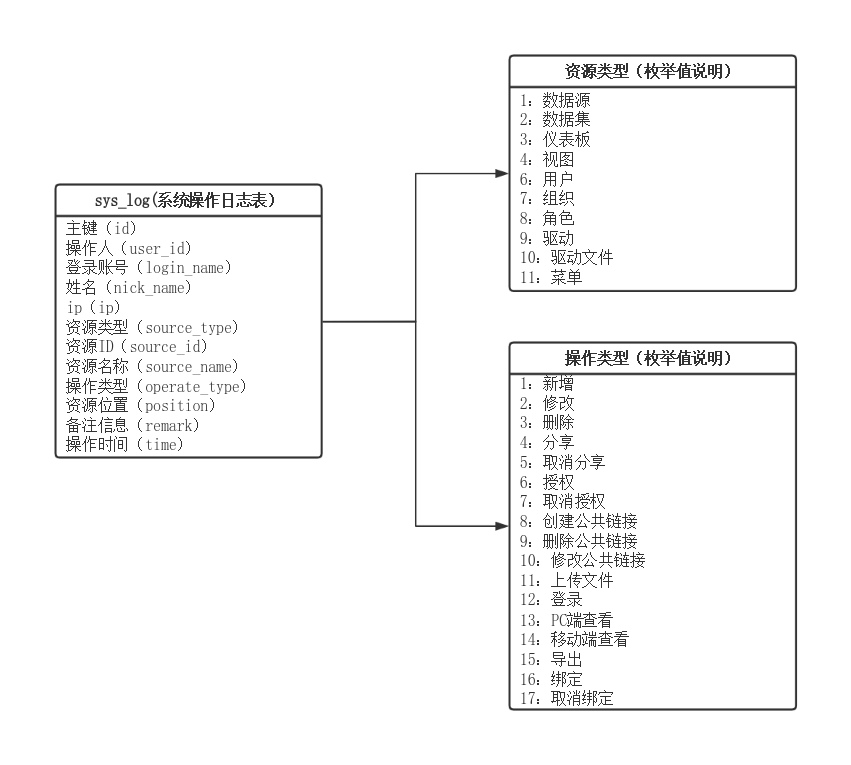 sys_log(系统操作日志表)
主键（id）
操作人（user_id）
登录账号（login_name）
姓名（nick_name）
ip（ip）
资源类型（source_type）
资源ID（source_id）
资源名称（source_name）
操作类型（operate_type）
资源位置（position）
备注信息（remark）
操作时间（time）
资源类型（枚举值说明）
1：数据源
2：数据集
3：仪表板
4：视图
6：用户
7：组织
8：角色
9：驱动
10：驱动文件
11：菜单
操作类型（枚举值说明）
1：新增
2：修改
3：删除
4：分享
5：取消分享
6：授权
7：取消授权
8：创建公共链接
9：删除公共链接
10：修改公共链接
11：上传文件
12：登录
13：PC端查看
14：移动端查看
15：导出
16：绑定
17：取消绑定